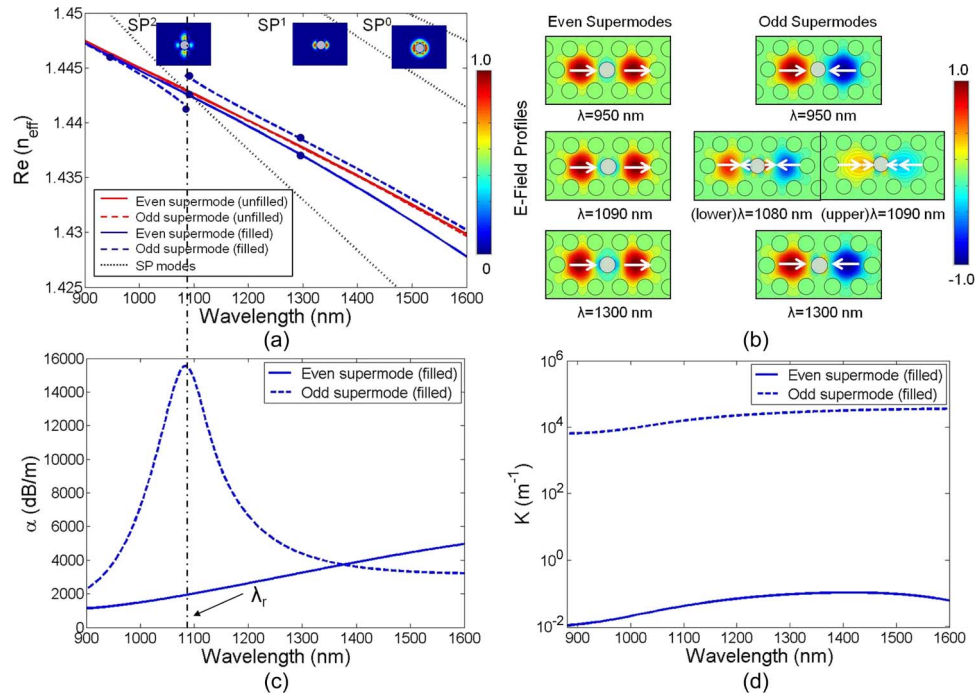 1.45
1.445
1.44
1.435
1.43
1.425
Re (n_eff)
SP²
SP¹
SP⁰
1.0
0
Even supermode (unfilled)
Odd supermode (unfilled)
Even supermode (filled)
Odd supermode (filled)
SP modes
900 1000 1100 1200 1300 1400 1500 1600
Wavelength (nm)
(a)
Even Supermodes Odd Supermodes
E-Field Profiles
λ=950 nm λ=950 nm
λ=1090 nm (lower)λ=1080 nm (upper)λ=1090 nm
λ=1300 nm λ=1300 nm
1.0
-1.0
(b)
16000
14000
12000
10000
8000
6000
4000
2000
0
α (dB/m)
Even supermode (filled)
Odd supermode (filled)
λ_r
900 1000 1100 1200 1300 1400 1500 1600
Wavelength (nm)
(c)
10⁶
10⁴
10²
10⁰
10⁻²
K (m⁻¹)
Even supermode (filled)
Odd supermode (filled)
900 1000 1100 1200 1300 1400 1500 1600
Wavelength (nm)
(d)